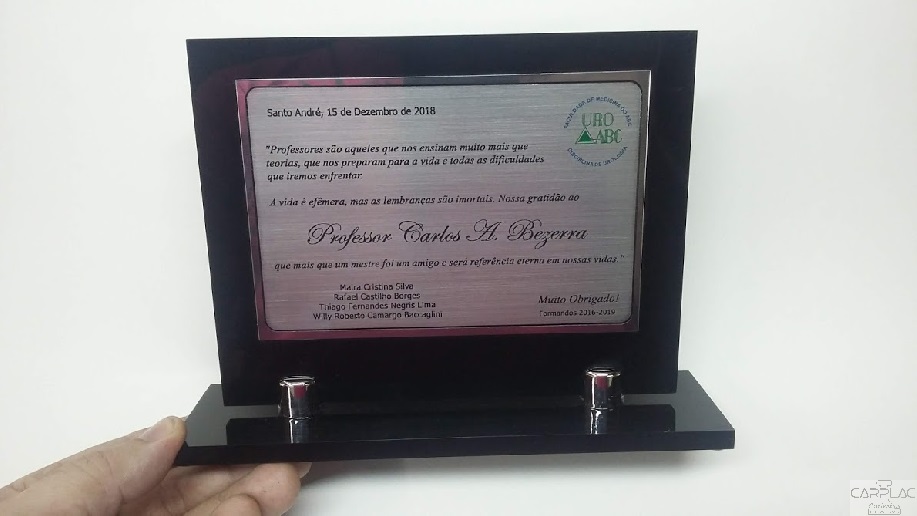 Santo André, 15 de Dezembro de 2018
URO
ABC
"Professores são aqueles que nos ensinam muito mais que
teorias, que nos preparam para a vida e todas as dificuldades
que iremos enfrentar.
A vida é efêmera, mas as lembranças são imortais. Nossa gratidão ao
Professor Carlos A. Bezerra
que mais que um mestre foi um amigo e será referência eterna em nossas vidas."
Maira Cristina Silva
Rafael Castilho Borges
Thiago Fernandes Negris Lima
Willy Roberto Camargo Baccaglini
Muito Obrigado!
Formandos 2016-2019
CARPLAC